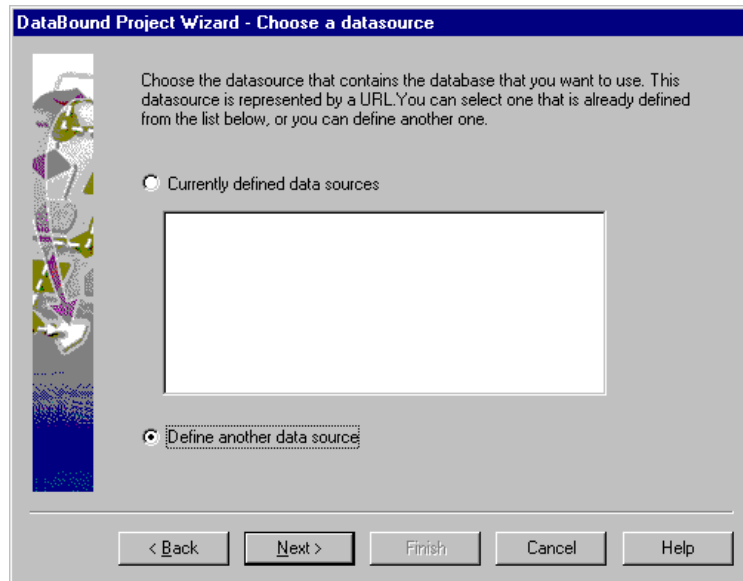 DataBound Project Wizard - Choose a datasource
Choose the datasource that contains the database that you want to use. This
datasource is represented by a URL.You can select one that is already defined
from the list below, or you can define another one.
Currently defined data sources
Define another data source
< Back Next > Finish Cancel Help